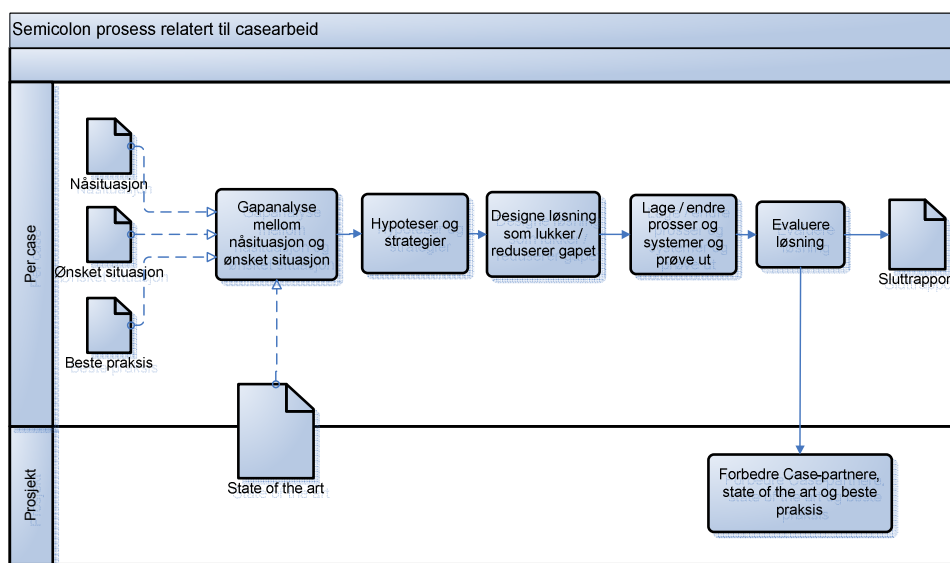 Semicolon prosess relatert til casearbeid
Per case
Nåsituasjon
Ønsket situasjon
Beste praksis
Gapanalyse
mellom
nåsituasjon og
ønsket situasjon
Hypoteser og
strategier
Designe løsning
som lukker /
reduserer gapet
Lage / endre
prosser og
systemer og
prøve ut
Evaluere
løsning
Sluttrappor
State of the art
Prosjekt
Forbedre Case-partnere,
state of the art og beste
praksis